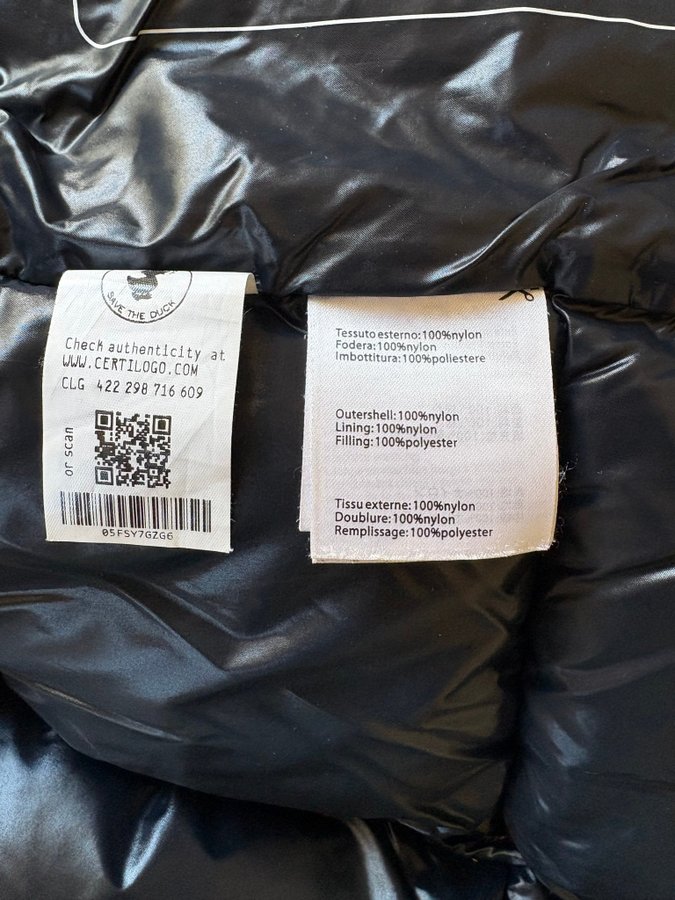 SAVE THE DUCK
Check authenticity at
WWW.CERTILOGO.COM
CLG 422 298 716 609
or scan
05FSY7GZG6
Tessuto esterno:100%nylon
Fodera:100%nylon
Imbottitura:100%poliestere
Outershell:100%nylon
Lining:100%nylon
Filling:100%polyester
Tissu externe:100%nylon
Doublure:100%nylon
Remplissage:100%polyester